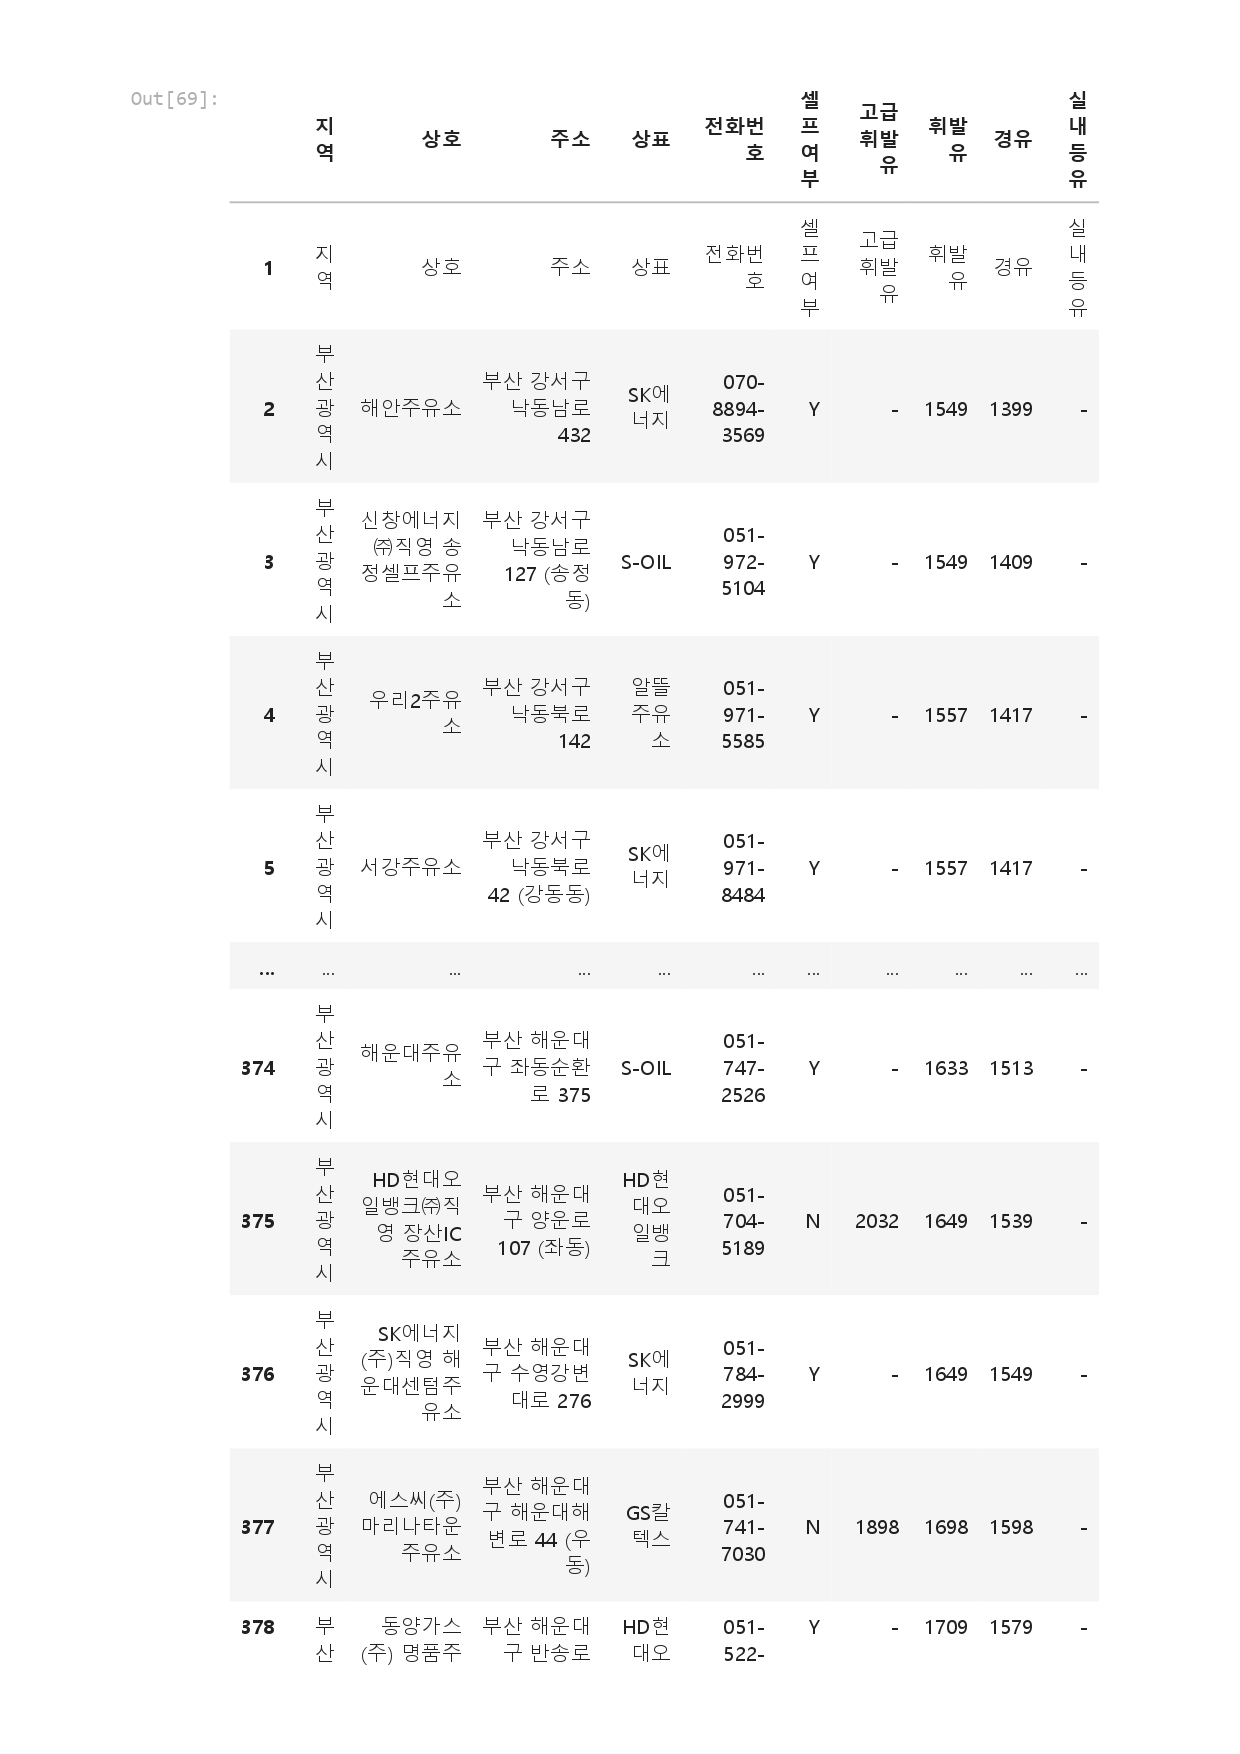 Out[69]:
지역 상호 주소 상표 전화번호 셀프여부 고급휘발유 휘발유 경유 실내등유
1 지역 상호 주소 상표 전화번호 셀프여부 고급휘발유 휘발유 경유 실내등유
2 부산광역시 해안주유소 부산 강서구 낙동남로 432 SK에너지 070-8894-3569 Y - 1549 1399 -
3 부산광역시 신창에너지㈜직영 송정셀프주유소 부산 강서구 낙동남로 127 (송정동) S-OIL 051-972-5104 Y - 1549 1409 -
4 부산광역시 우리2주유소 부산 강서구 낙동북로 142 알뜰주유소 051-971-5585 Y - 1557 1417 -
5 부산광역시 서강주유소 부산 강서구 낙동북로 42 (강동동) SK에너지 051-971-8484 Y - 1557 1417 -
... ... ... ... ... ... ... ... ... ... ...
374 부산광역시 해운대주유소 부산 해운대구 좌동순환로 375 S-OIL 051-747-2526 Y - 1633 1513 -
375 부산광역시 HD현대오일뱅크㈜직영 장산IC주유소 부산 해운대구 양운로 107 (좌동) HD현대오일뱅크 051-704-5189 N 2032 1649 1539 -
376 부산광역시 SK에너지(주)직영 해운대센텀주유소 부산 해운대구 수영강변대로 276 SK에너지 051-784-2999 Y - 1649 1549 -
377 부산광역시 에스씨(주)마리나타운주유소 부산 해운대구 해운대해변로 44 (우동) GS칼텍스 051-741-7030 N 1898 1698 1598 -
378 부산 동양가스(주) 명품주 부산 해운대구 반송로 HD현대오 051-522- Y - 1709 1579 -